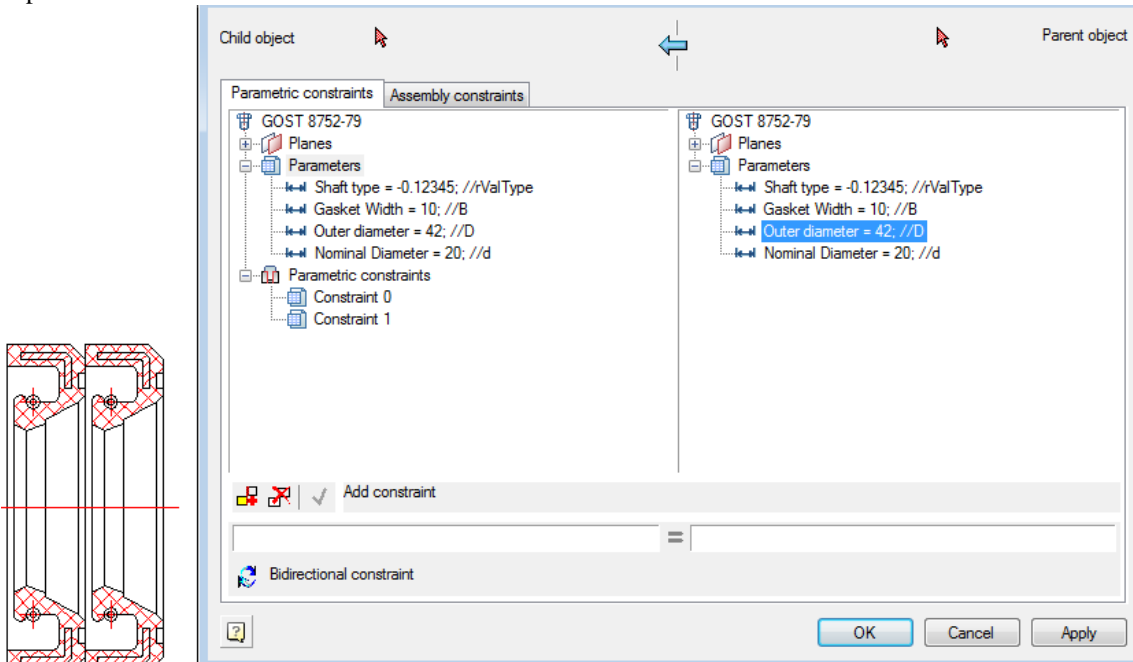 Child object
Parent object
Parametric constraints
Assembly constraints
GOST 8752-79
Planes
Parameters
Shaft type = -0.12345; //rValType
Gasket Width = 10; //B
Outer diameter = 42; //D
Nominal Diameter = 20; //d
Parametric constraints
Constraint 0
Constraint 1
GOST 8752-79
Planes
Parameters
Shaft type = -0.12345; //rValType
Gasket Width = 10; //B
Outer diameter = 42; //D
Nominal Diameter = 20; //d
Add constraint
=
Bidirectional constraint
?
OK
Cancel
Apply